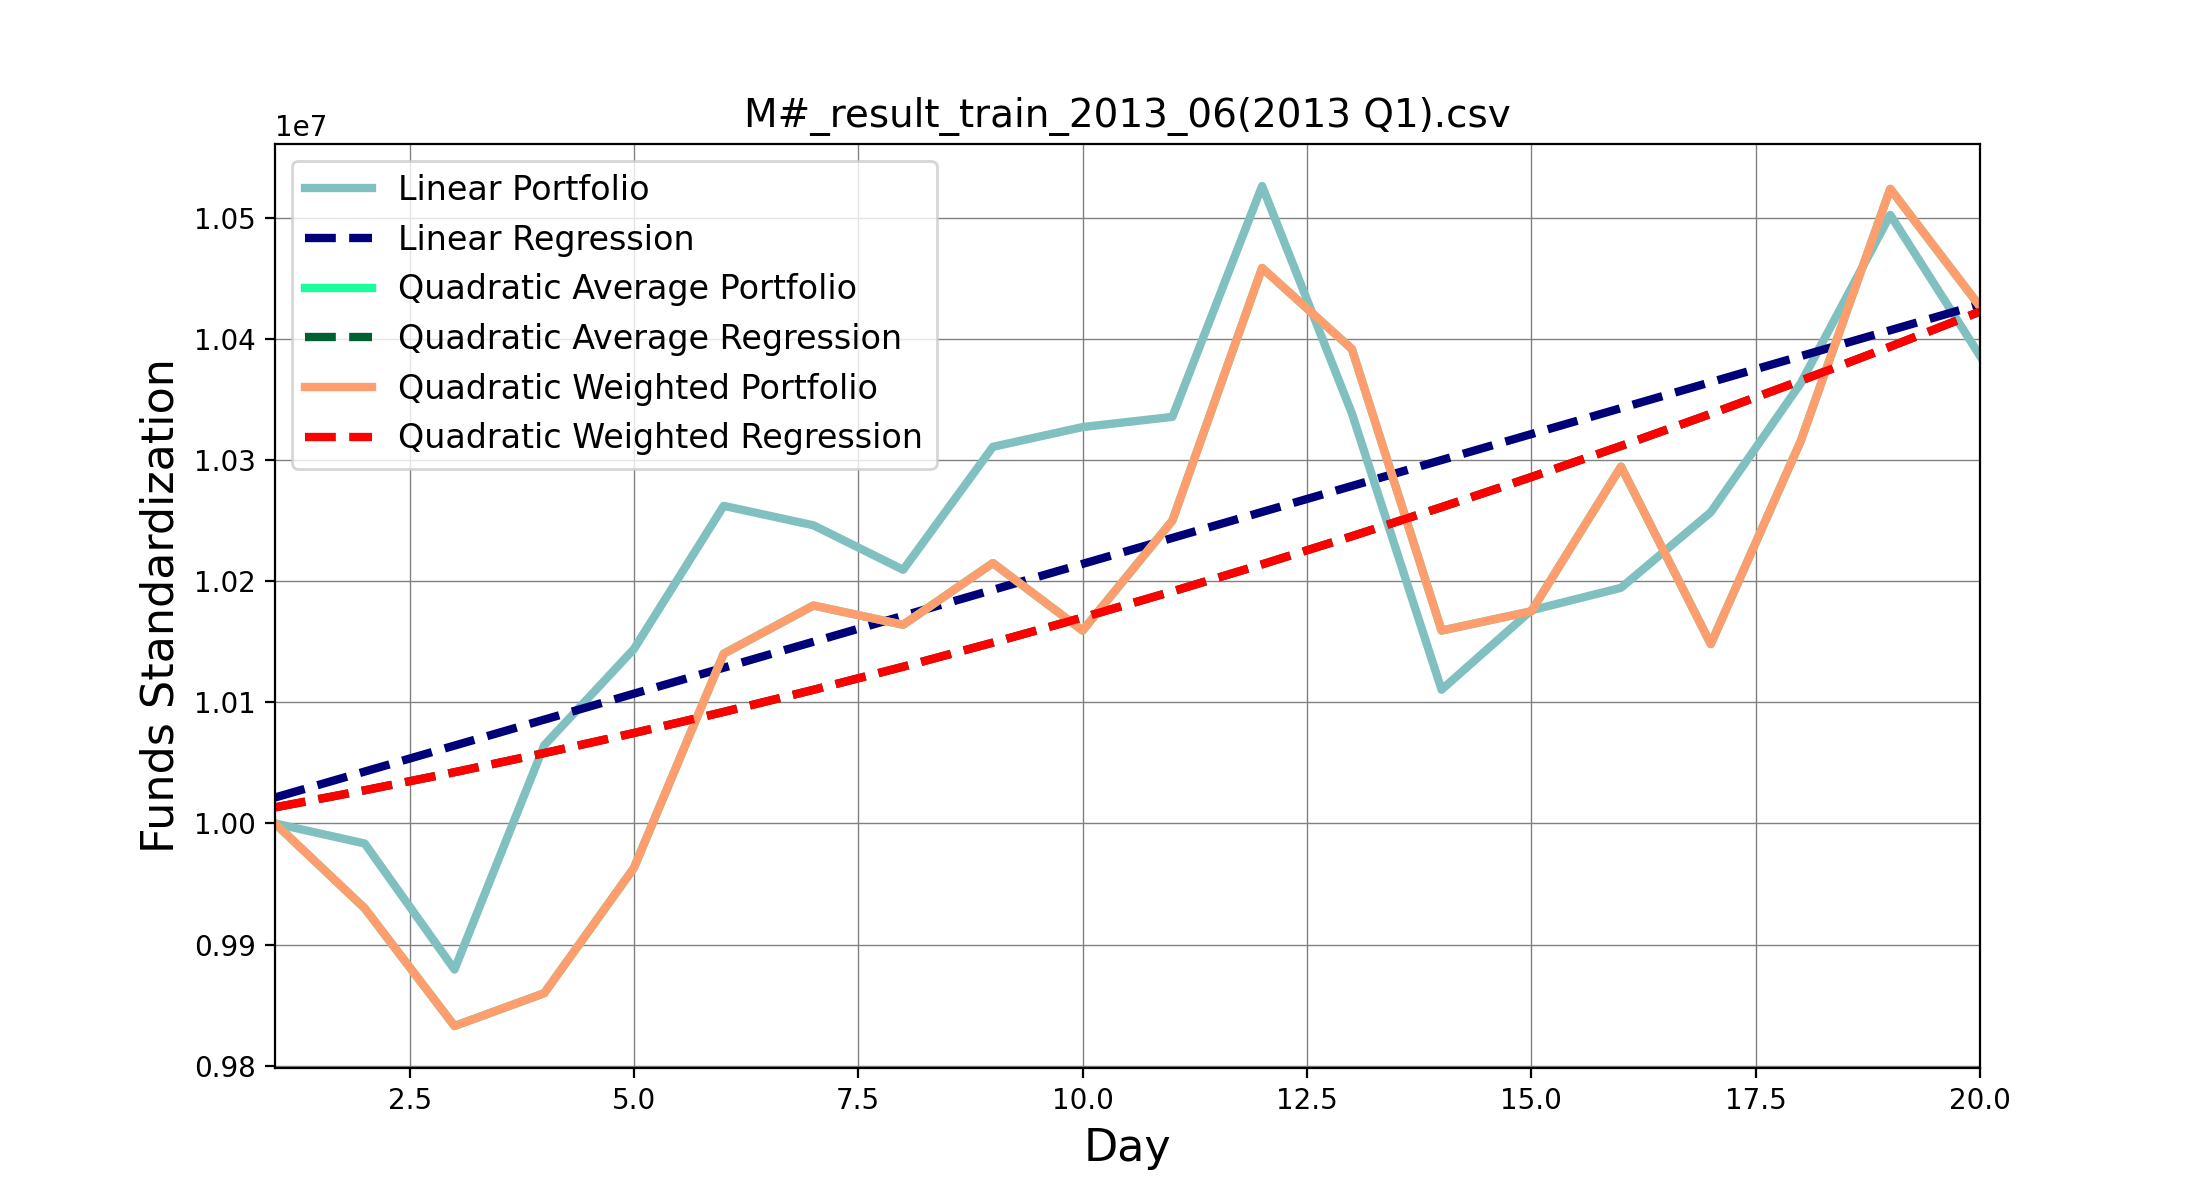 M#_result_train_2013_06(2013 Q1).csv
1e7
Linear Portfolio
Linear Regression
Quadratic Average Portfolio
Quadratic Average Regression
Quadratic Weighted Portfolio
Quadratic Weighted Regression
1.05
1.04
1.03
1.02
1.01
1.00
0.99
0.98
Funds Standardization
2.5 5.0 7.5 10.0 12.5 15.0 17.5 20.0
Day